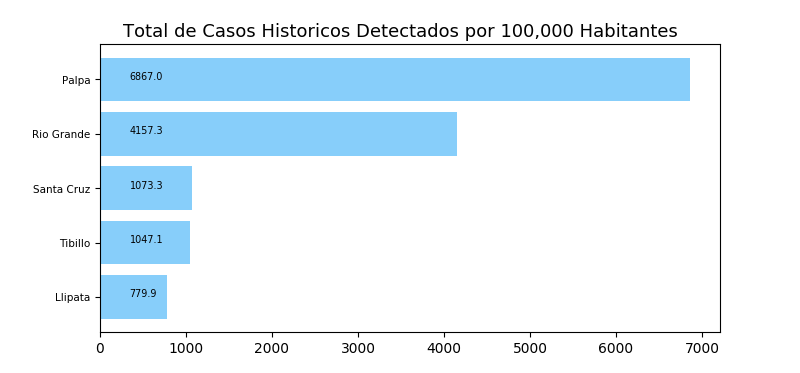 Total de Casos Historicos Detectados por 100,000 Habitantes
Palpa 6867.0
Rio Grande 4157.3
Santa Cruz 1073.3
Tibillo 1047.1
Llipata 779.9
0 1000 2000 3000 4000 5000 6000 7000